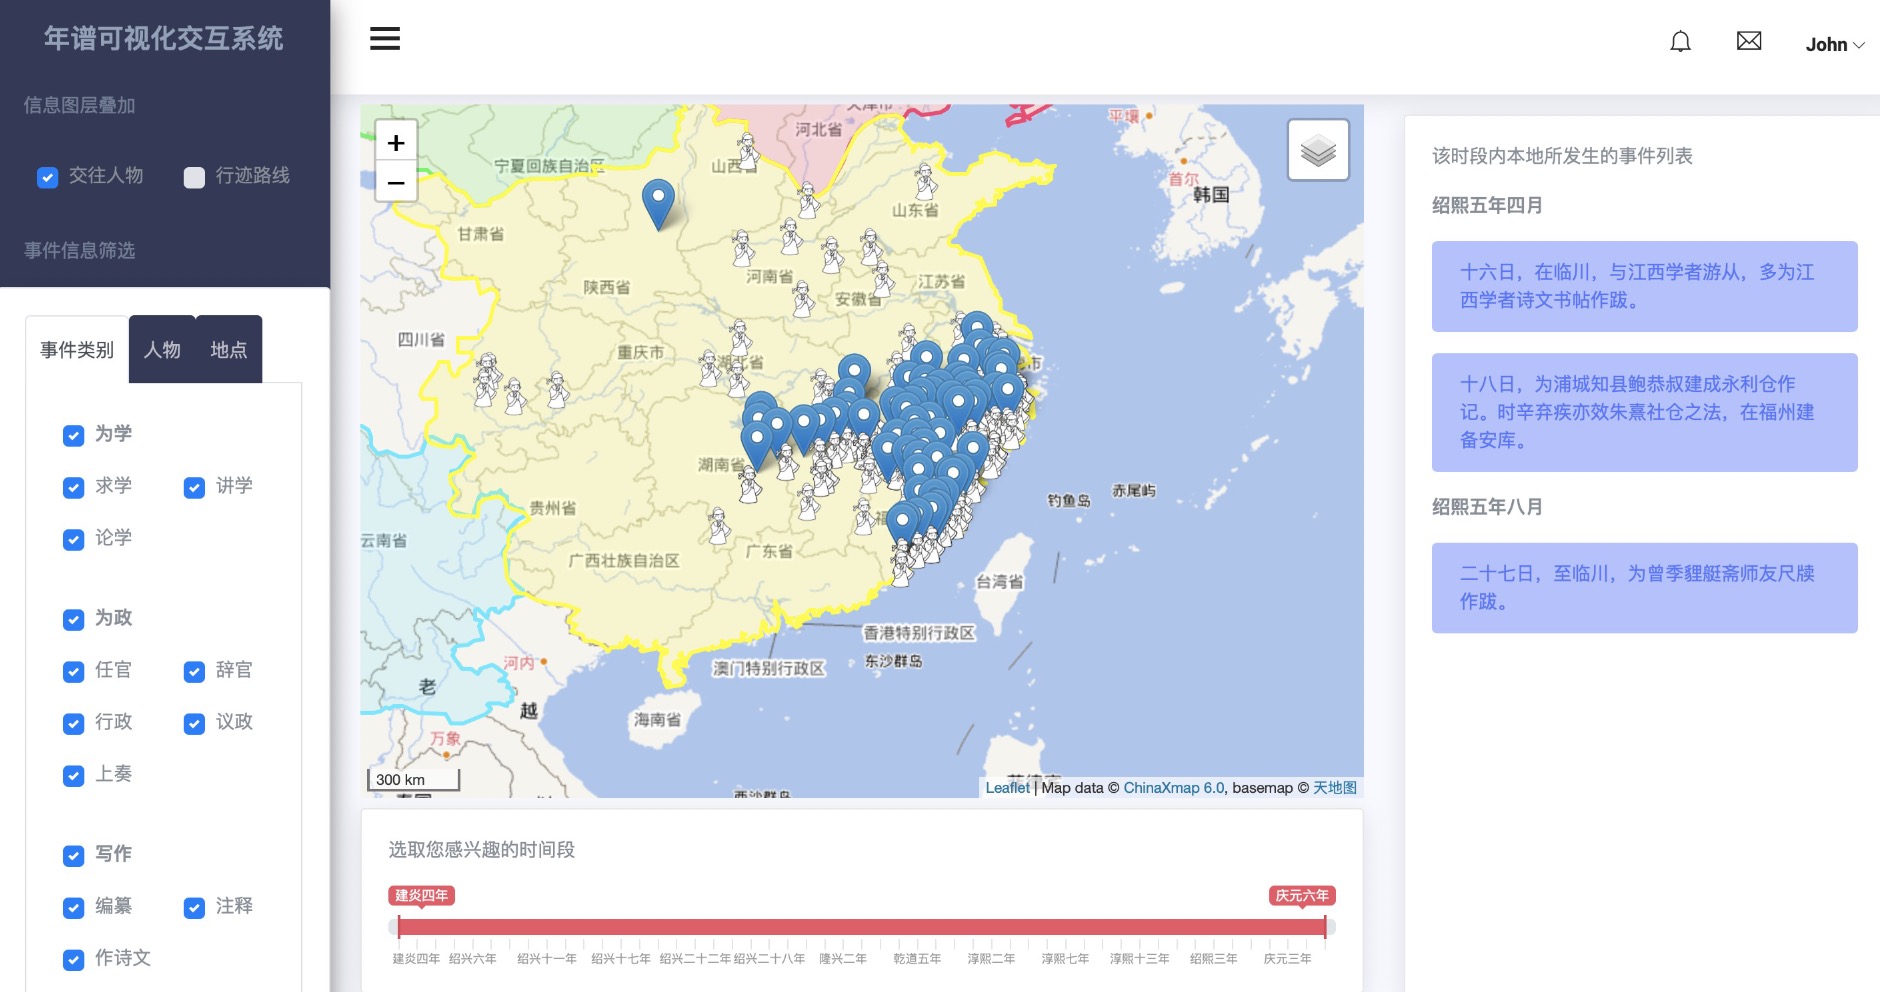 年谱可视化交互系统
信息图层叠加
交往人物
行迹路线
事件信息筛选
事件类别
人物
地点
为学
求学
讲学
论学
为政
任官
辞官
行政
议政
上奏
写作
编纂
注释
作诗文
John
+
−
宁夏回族自治区
河北省
平壤
首尔
韩国
山东省
甘肃省
陕西省
河南省
江苏省
安徽省
四川省
重庆市
湖北省
湖南省
贵州省
云南省
广西壮族自治区
广东省
钓鱼岛
赤尾屿
台湾省
香港特别行政区
澳门特别行政区
东沙群岛
河内
老
越
海南省
万象
300 km
Leaflet | Map data © ChinaXmap 6.0, basemap © 天地图
选取您感兴趣的时间段
建炎四年
庆元六年
建炎四年
绍兴六年
绍兴十一年
绍兴十七年
绍兴二十二年
绍兴二十八年
隆兴二年
乾道五年
淳熙二年
淳熙七年
淳熙十三年
绍熙三年
庆元三年
该时段内本地所发生的事件列表
绍熙五年四月
十六日，在临川，与江西学者游从，多为江
西学者诗文书帖作跋。
十八日，为浦城知县鲍恭叔建成永利仓作
记。时辛弃疾亦效朱熹社仓之法，在福州建
备安库。
绍熙五年八月
二十七日，至临川，为曾季貍艇斋师友尺牍
作跋。